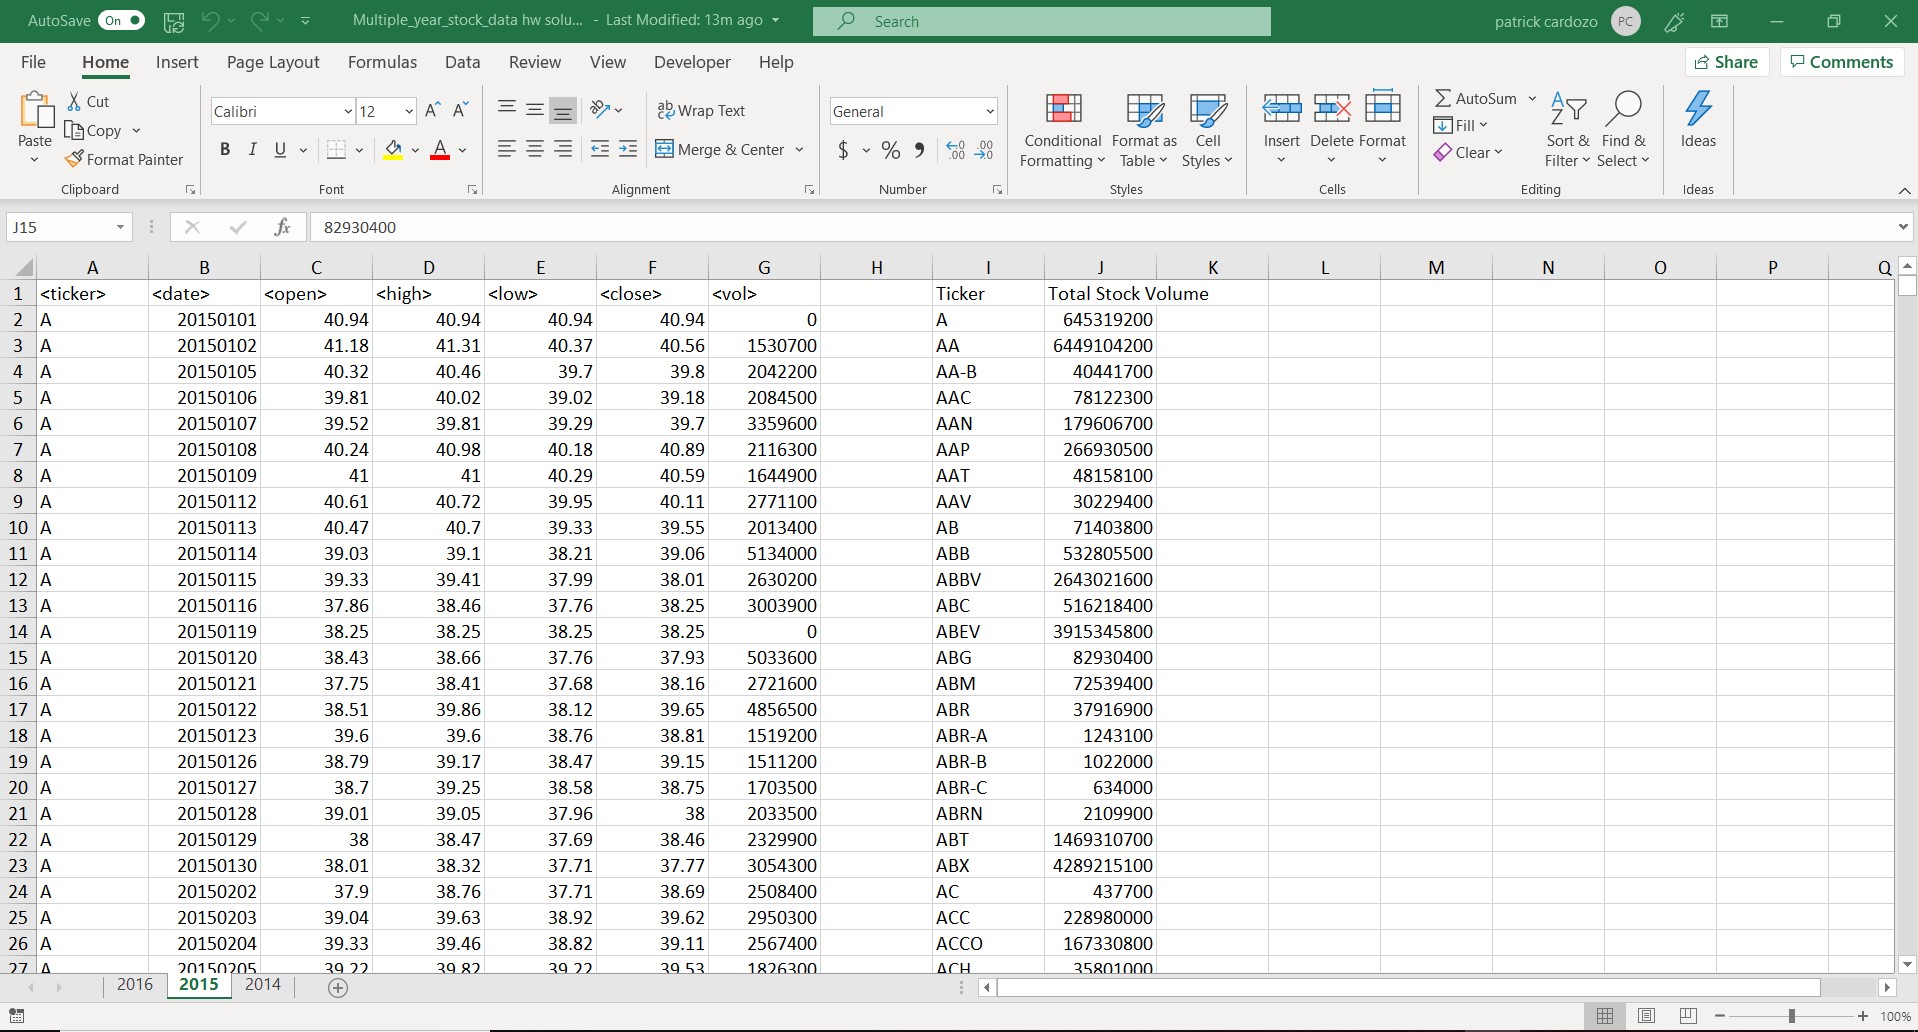 AutoSave On Multiple_year_stock_data hw solu... - Last Modified: 13m ago Search patrick cardozo PC
File Home Insert Page Layout Formulas Data Review View Developer Help Share Comments
Paste Cut Copy Format Painter Clipboard
Calibri 12 A A B I U A Font
ab Wrap Text Merge & Center Alignment
General $ % , .00 .00 Number
Conditional Formatting Format as Table Cell Styles Styles
Insert Delete Format Cells
AutoSum Fill Clear Sort & Filter Find & Select Editing
Ideas Ideas
J15 fx 82930400
A B C D E F G H I J K L M N O P Q
1 <ticker> <date> <open> <high> <low> <close> <vol> Ticker Total Stock Volume
2 A 20150101 40.94 40.94 40.94 40.94 0 A 645319200
3 A 20150102 41.18 41.31 40.37 40.56 1530700 AA 6449104200
4 A 20150105 40.32 40.46 39.7 39.8 2042200 AA-B 40441700
5 A 20150106 39.81 40.02 39.02 39.18 2084500 AAC 78122300
6 A 20150107 39.52 39.81 39.29 39.7 3359600 AAN 179606700
7 A 20150108 40.24 40.98 40.18 40.89 2116300 AAP 266930500
8 A 20150109 41 41 40.29 40.59 1644900 AAT 48158100
9 A 20150112 40.61 40.72 39.95 40.11 2771100 AAV 30229400
10 A 20150113 40.47 40.7 39.33 39.55 2013400 AB 71403800
11 A 20150114 39.03 39.1 38.21 39.06 5134000 ABB 532805500
12 A 20150115 39.33 39.41 37.99 38.01 2630200 ABBV 2643021600
13 A 20150116 37.86 38.46 37.76 38.25 3003900 ABC 516218400
14 A 20150119 38.25 38.25 38.25 38.25 0 ABEV 3915345800
15 A 20150120 38.43 38.66 37.76 37.93 5033600 ABG 82930400
16 A 20150121 37.75 38.41 37.68 38.16 2721600 ABM 72539400
17 A 20150122 38.51 39.86 38.12 39.65 4856500 ABR 37916900
18 A 20150123 39.6 39.6 38.76 38.81 1519200 ABR-A 1243100
19 A 20150126 38.79 39.17 38.47 39.15 1511200 ABR-B 1022000
20 A 20150127 38.7 39.25 38.58 38.75 1703500 ABR-C 634000
21 A 20150128 39.01 39.05 37.96 38 2033500 ABRN 2109900
22 A 20150129 38 38.47 37.69 38.46 2329900 ABT 1469310700
23 A 20150130 38.01 38.32 37.71 37.77 3054300 ABX 4289215100
24 A 20150202 37.9 38.76 37.71 38.69 2508400 AC 437700
25 A 20150203 39.04 39.63 38.92 39.62 2950300 ACC 228980000
26 A 20150204 39.33 39.46 38.82 39.11 2567400 ACCO 167330800
27 A 20150205 39.22 39.82 39.22 39.53 1826300 ACH 35801000
2016 2015 2014
100%